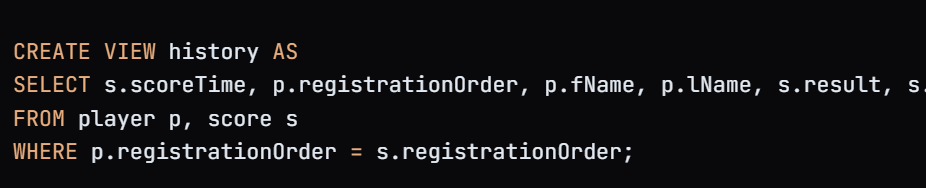 CREATE VIEW history AS
SELECT s.scoreTime, p.registrationOrder, p.fName, p.lName, s.result, s.
FROM player p, score s
WHERE p.registrationOrder = s.registrationOrder;